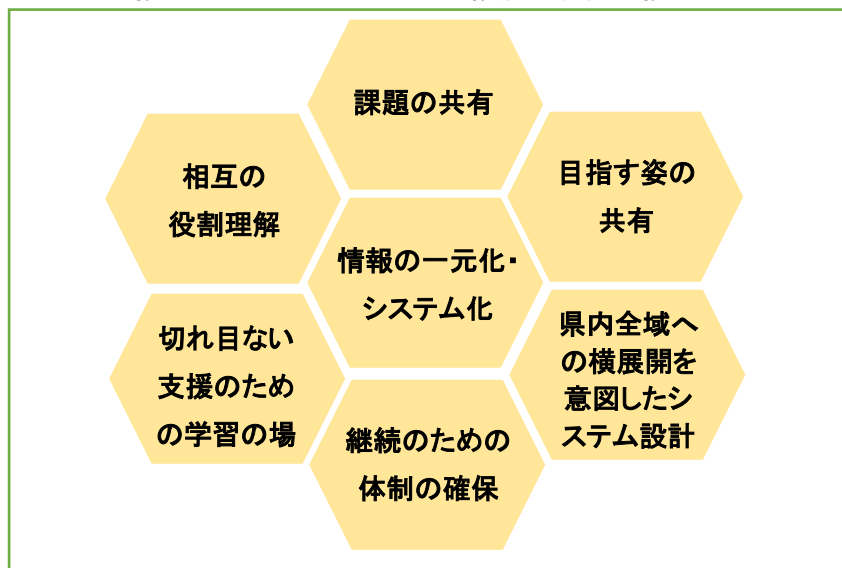 課題の共有
相互の
役割理解
目指す姿の
共有
情報の一元化・
システム化
切れ目ない
支援のため
の学習の場
県内全域へ
の横展開を
意図したシ
ステム設計
継続のための
体制の確保